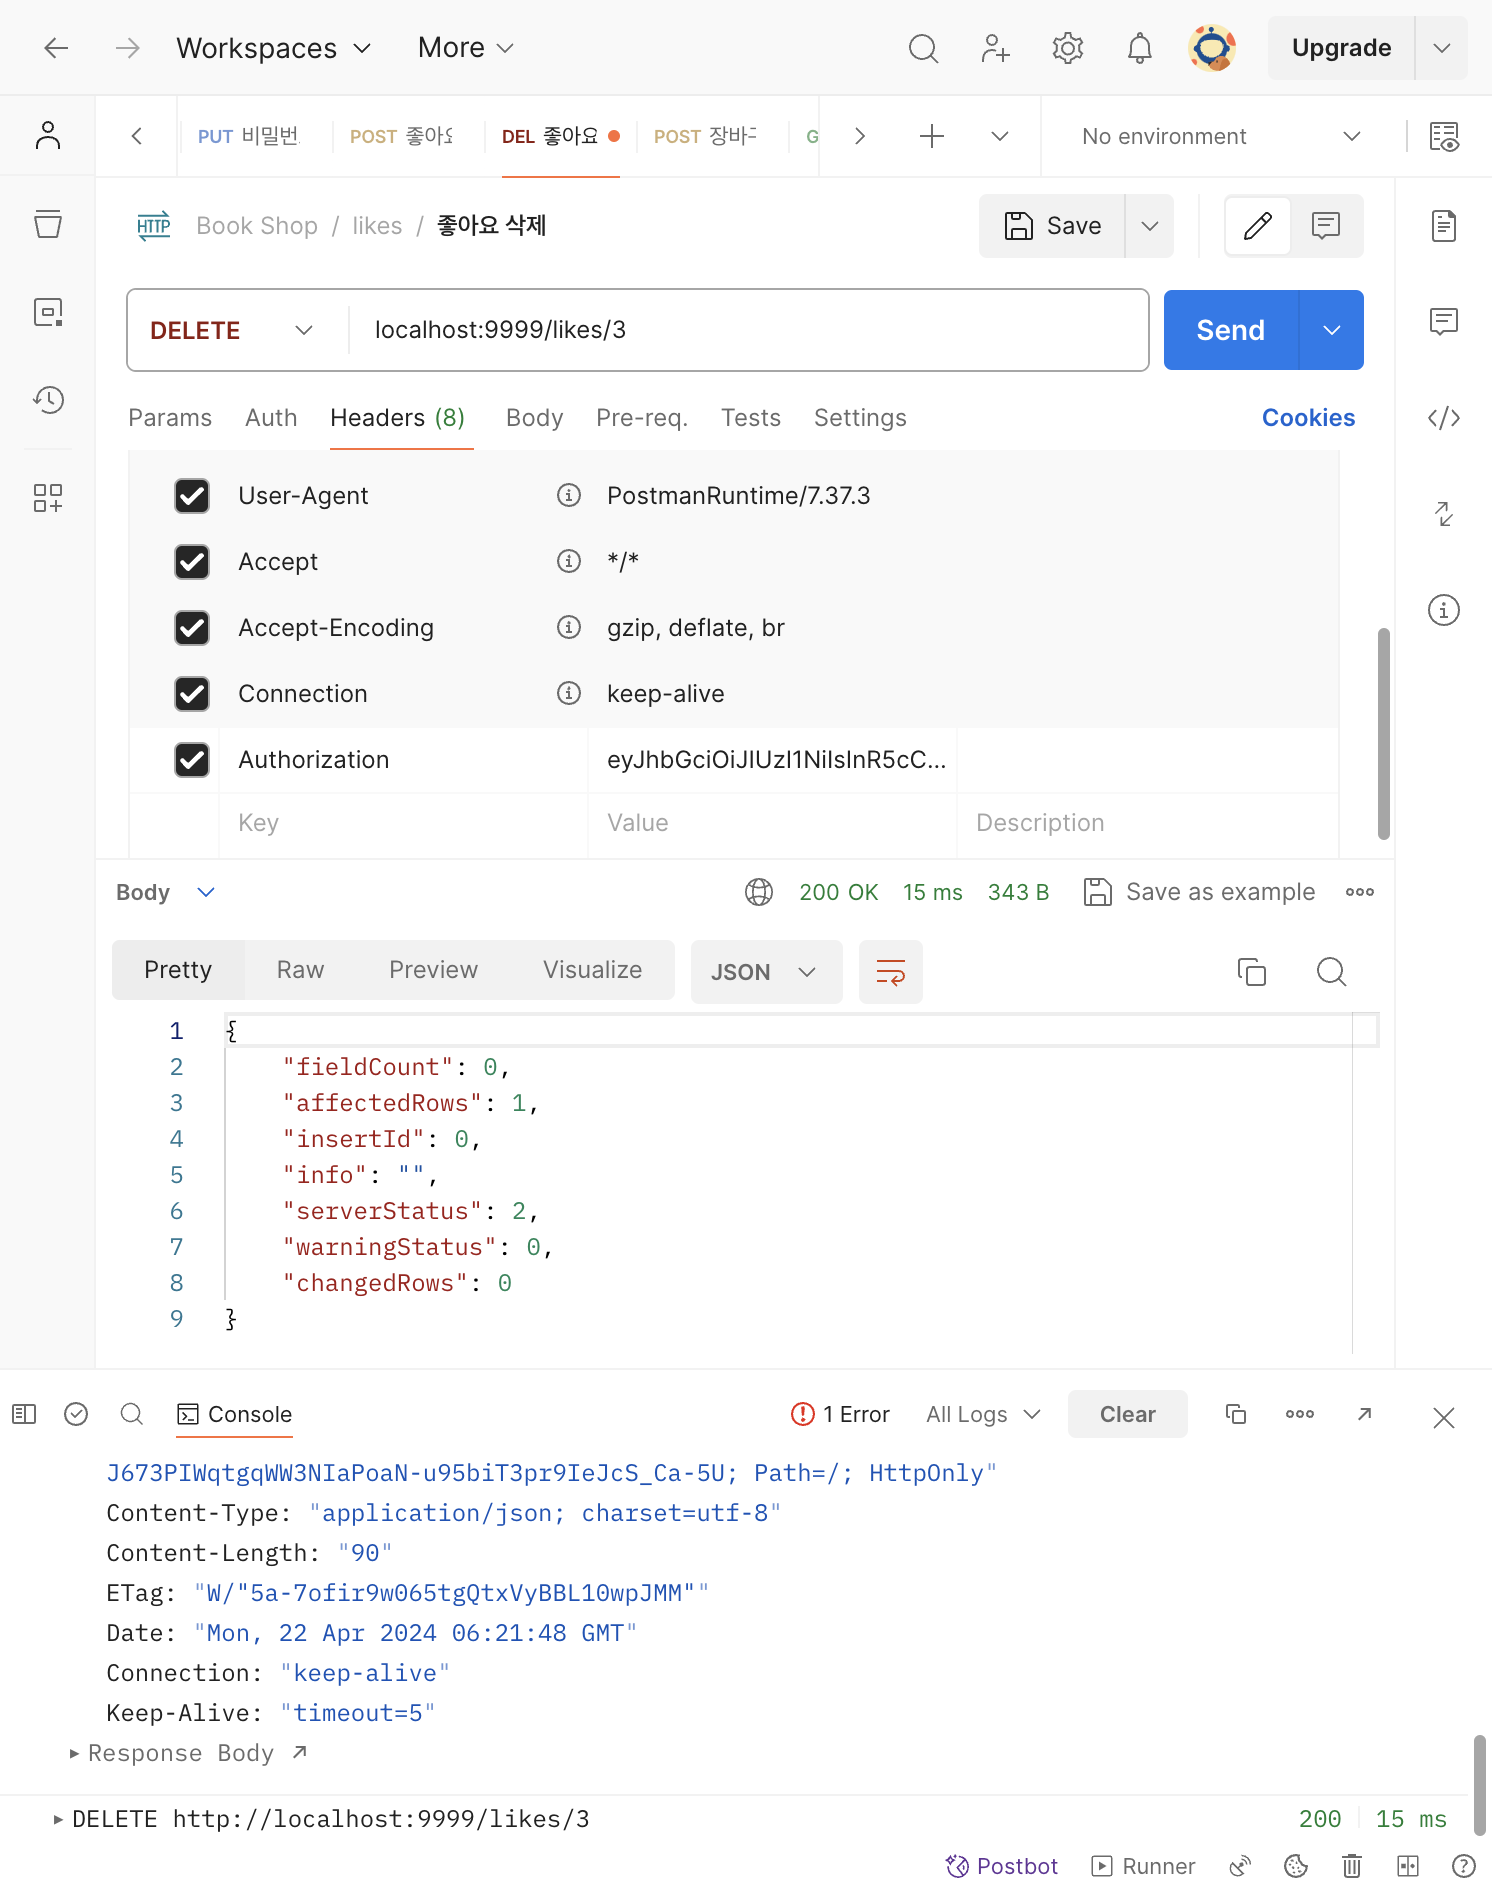 Workspaces More Upgrade
PUT 비밀번 POST 좋아요 DEL 좋아요 POST 장바구 G No environment
HTTP Book Shop / likes / 좋아요 삭제 Save
DELETE localhost:9999/likes/3 Send
Params Auth Headers (8) Body Pre-req. Tests Settings Cookies
User-Agent PostmanRuntime/7.37.3
Accept */*
Accept-Encoding gzip, deflate, br
Connection keep-alive
Authorization eyJhbGciOiJIUzI1NiIsInR5cC...
Key Value Description
Body 200 OK 15 ms 343 B Save as example
Pretty Raw Preview Visualize JSON
1 {
2 "fieldCount": 0,
3 "affectedRows": 1,
4 "insertId": 0,
5 "info": "",
6 "serverStatus": 2,
7 "warningStatus": 0,
8 "changedRows": 0
9 }
Console 1 Error All Logs Clear
J673PIWqtgqWW3NIaPoaN-u95biT3pr9IeJcS_Ca-5U; Path=/; HttpOnly"
Content-Type: "application/json; charset=utf-8"
Content-Length: "90"
ETag: "W/"5a-7ofir9w065tgQtxVyBBL10wpJMM""
Date: "Mon, 22 Apr 2024 06:21:48 GMT"
Connection: "keep-alive"
Keep-Alive: "timeout=5"
Response Body
DELETE http://localhost:9999/likes/3 200 15 ms
Postbot Runner